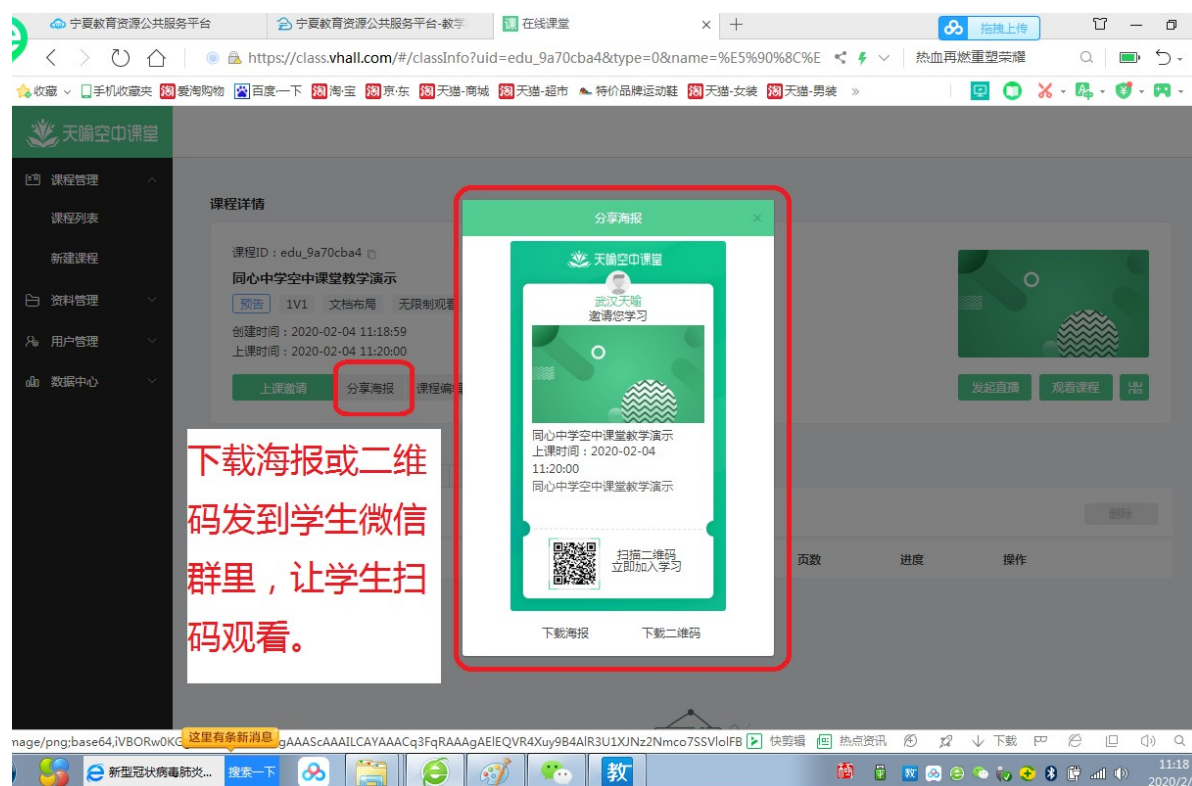 宁夏教育资源公共服务平台
宁夏教育资源公共服务平台-教学
课 在线课堂
拖拽上传
https://class.vhall.com/#/classInfo?uid=edu_9a70cba4&type=0&name=%E5%90%8C%E
热血再燃重塑荣耀
收藏 手机收藏夹 淘 爱淘购物 百度一下 淘 淘·宝 淘 京·东 淘 天猫-商城 淘 天猫-超市 特价品牌运动鞋 淘 天猫-女装 淘 天猫-男装 »
天喻空中课堂
课程管理
课程列表
新建课程
资料管理
用户管理
数据中心
课程详情
课程ID：edu_9a70cba4
同心中学空中课堂教学演示
预告 1V1 文档布局 无限制观看
创建时间：2020-02-04 11:18:59
上课时间：2020-02-04 11:20:00
上课邀请 分享海报 课程编辑
发起直播 观看课程
分享海报 ×
天喻空中课堂
武汉天喻
邀请您学习
同心中学空中课堂教学演示
上课时间：2020-02-04
11:20:00
同心中学空中课堂教学演示
扫描二维码
立即加入学习
下载海报 下载二维码
删除
页数 进度 操作
下载海报或二维
码发到学生微信
群里，让学生扫
码观看。
这里有条新消息
快剪辑 热点资讯 下载
新型冠状病毒肺炎... 搜索一下
教
11:18
2020/2/